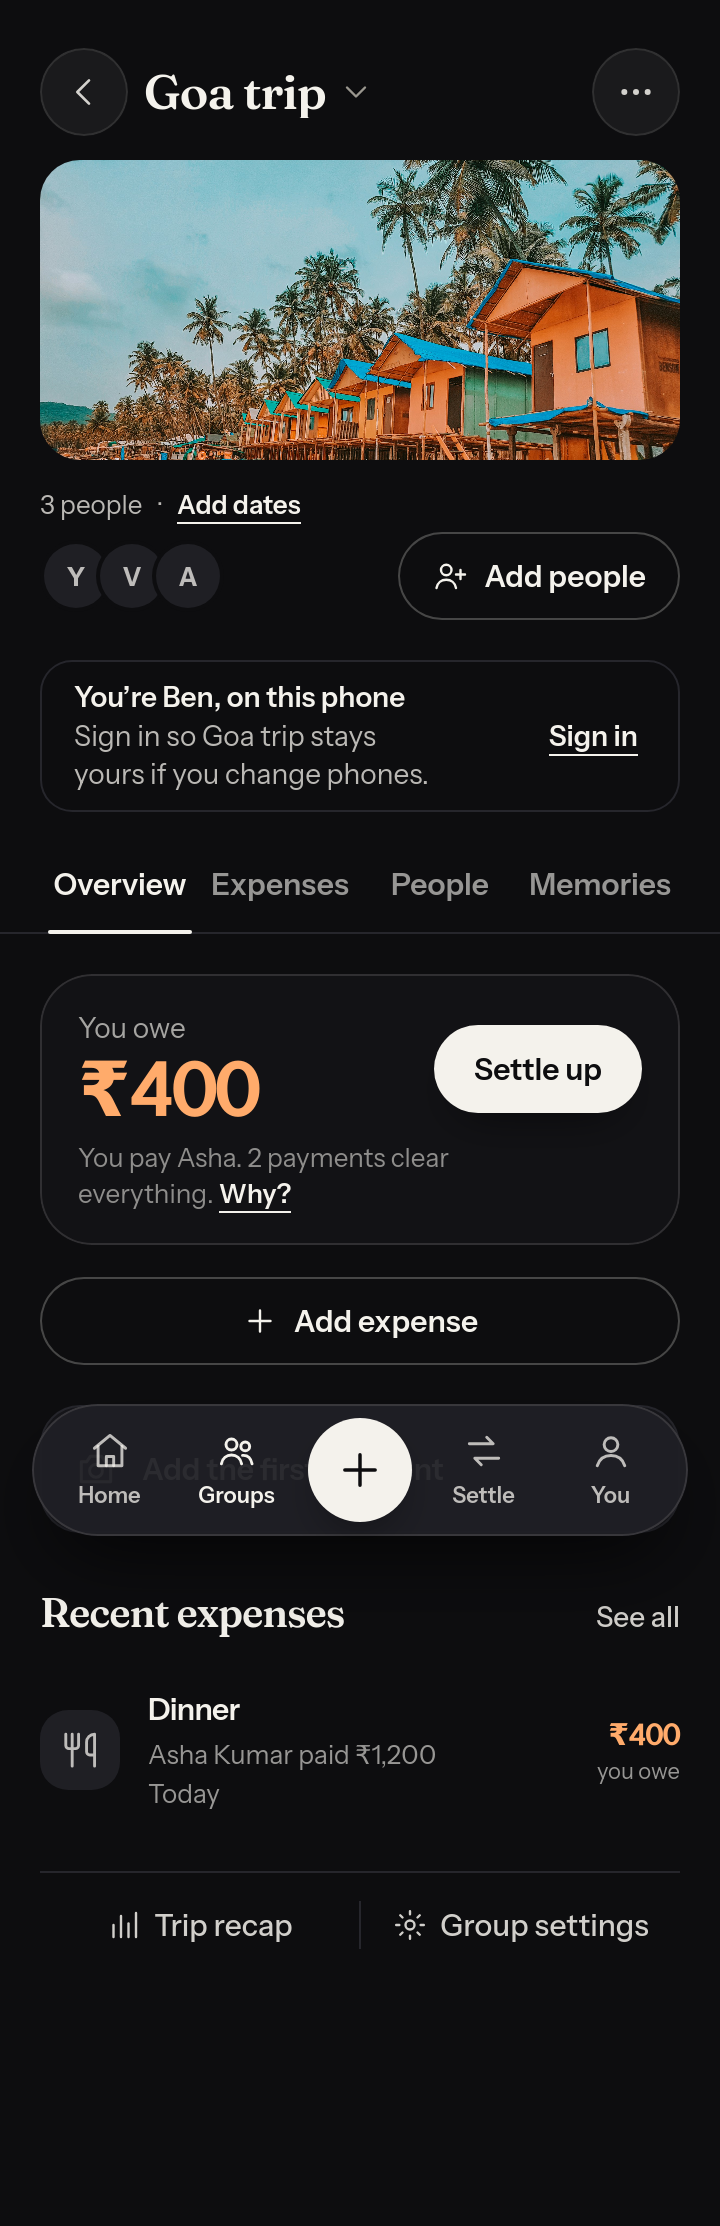 Goa trip
3 people · Add dates
Y V A
Add people
You’re Ben, on this phone
Sign in so Goa trip stays
yours if you change phones.
Sign in
Overview Expenses People Memories
You owe
₹400
Settle up
You pay Asha. 2 payments clear
everything. Why?
Add expense
Add the first
Home Groups Settle You
Recent expenses See all
Dinner
Asha Kumar paid ₹1,200
Today
₹400
you owe
Trip recap Group settings